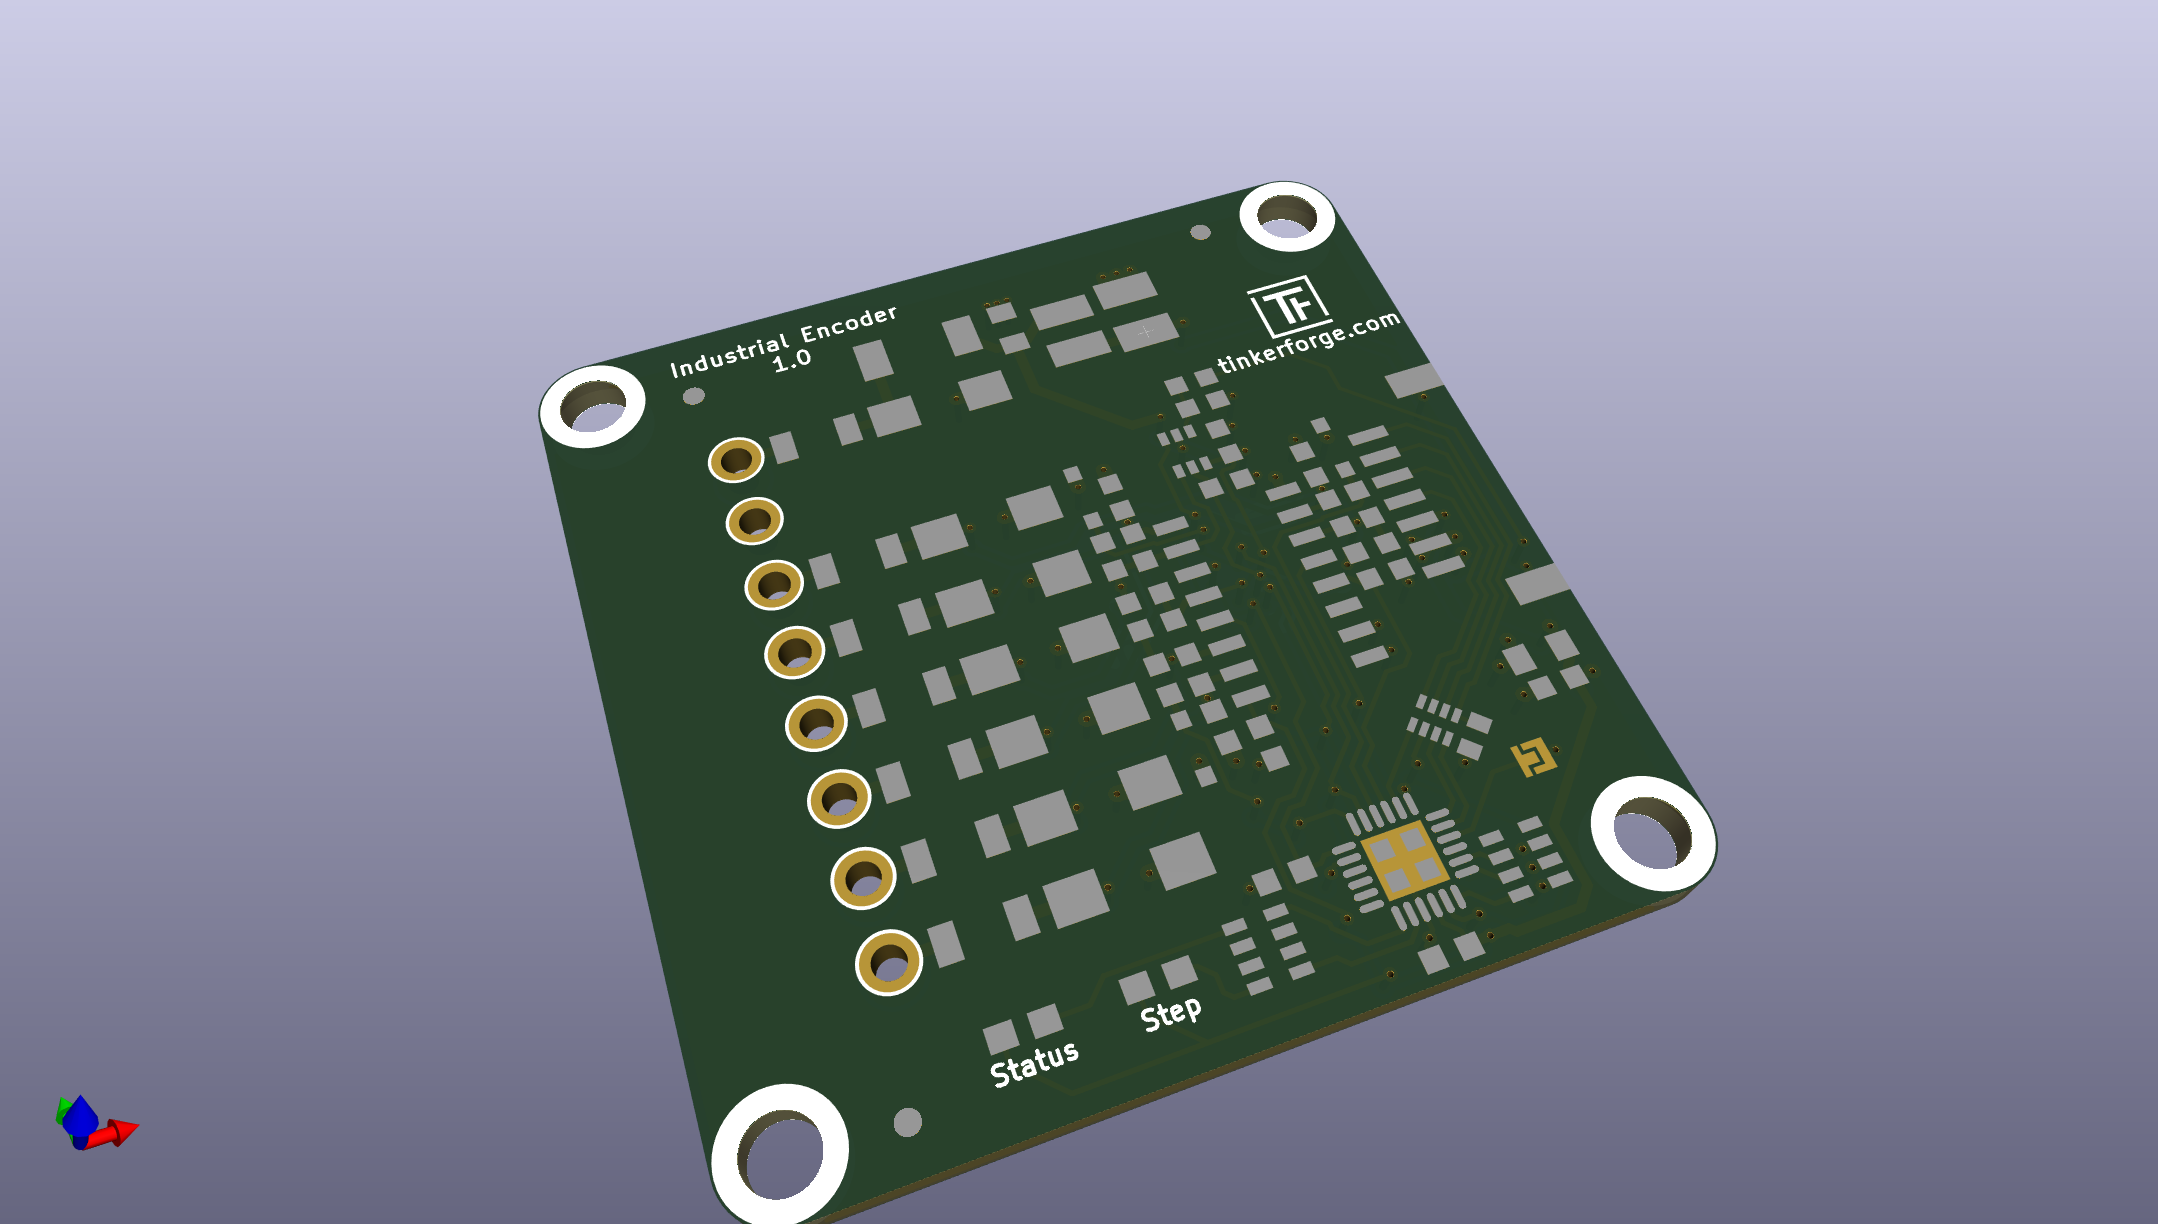 Industrial Encoder
1.0
TF
tinkerforge.com
Step
Status